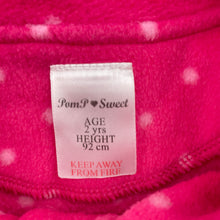 PomP♥Sweet
AGE
2 yrs
HEIGHT
92 cm
KEEP AWAY
FROM FIRE